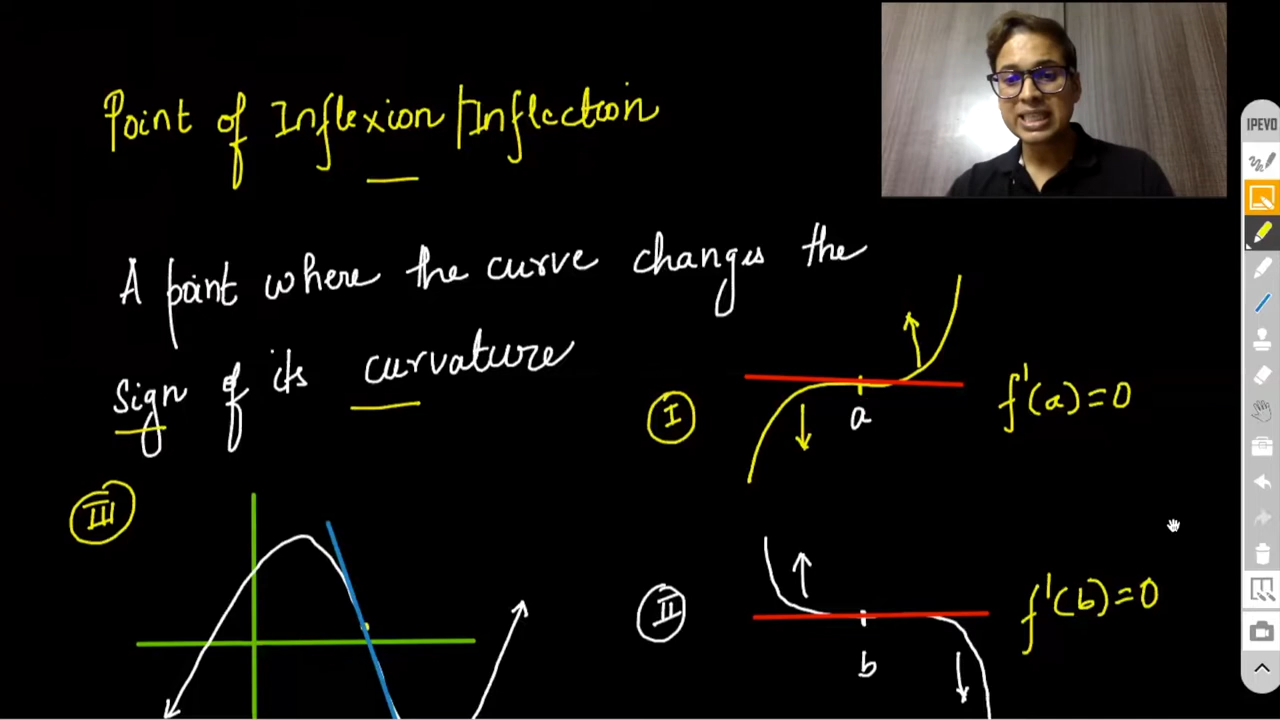 Point of Inflexion/Inflection
A point where the curve changes the
sign of its curvature
I
a
f'(a)=0
III
II
b
f'(b)=0
IPEVO